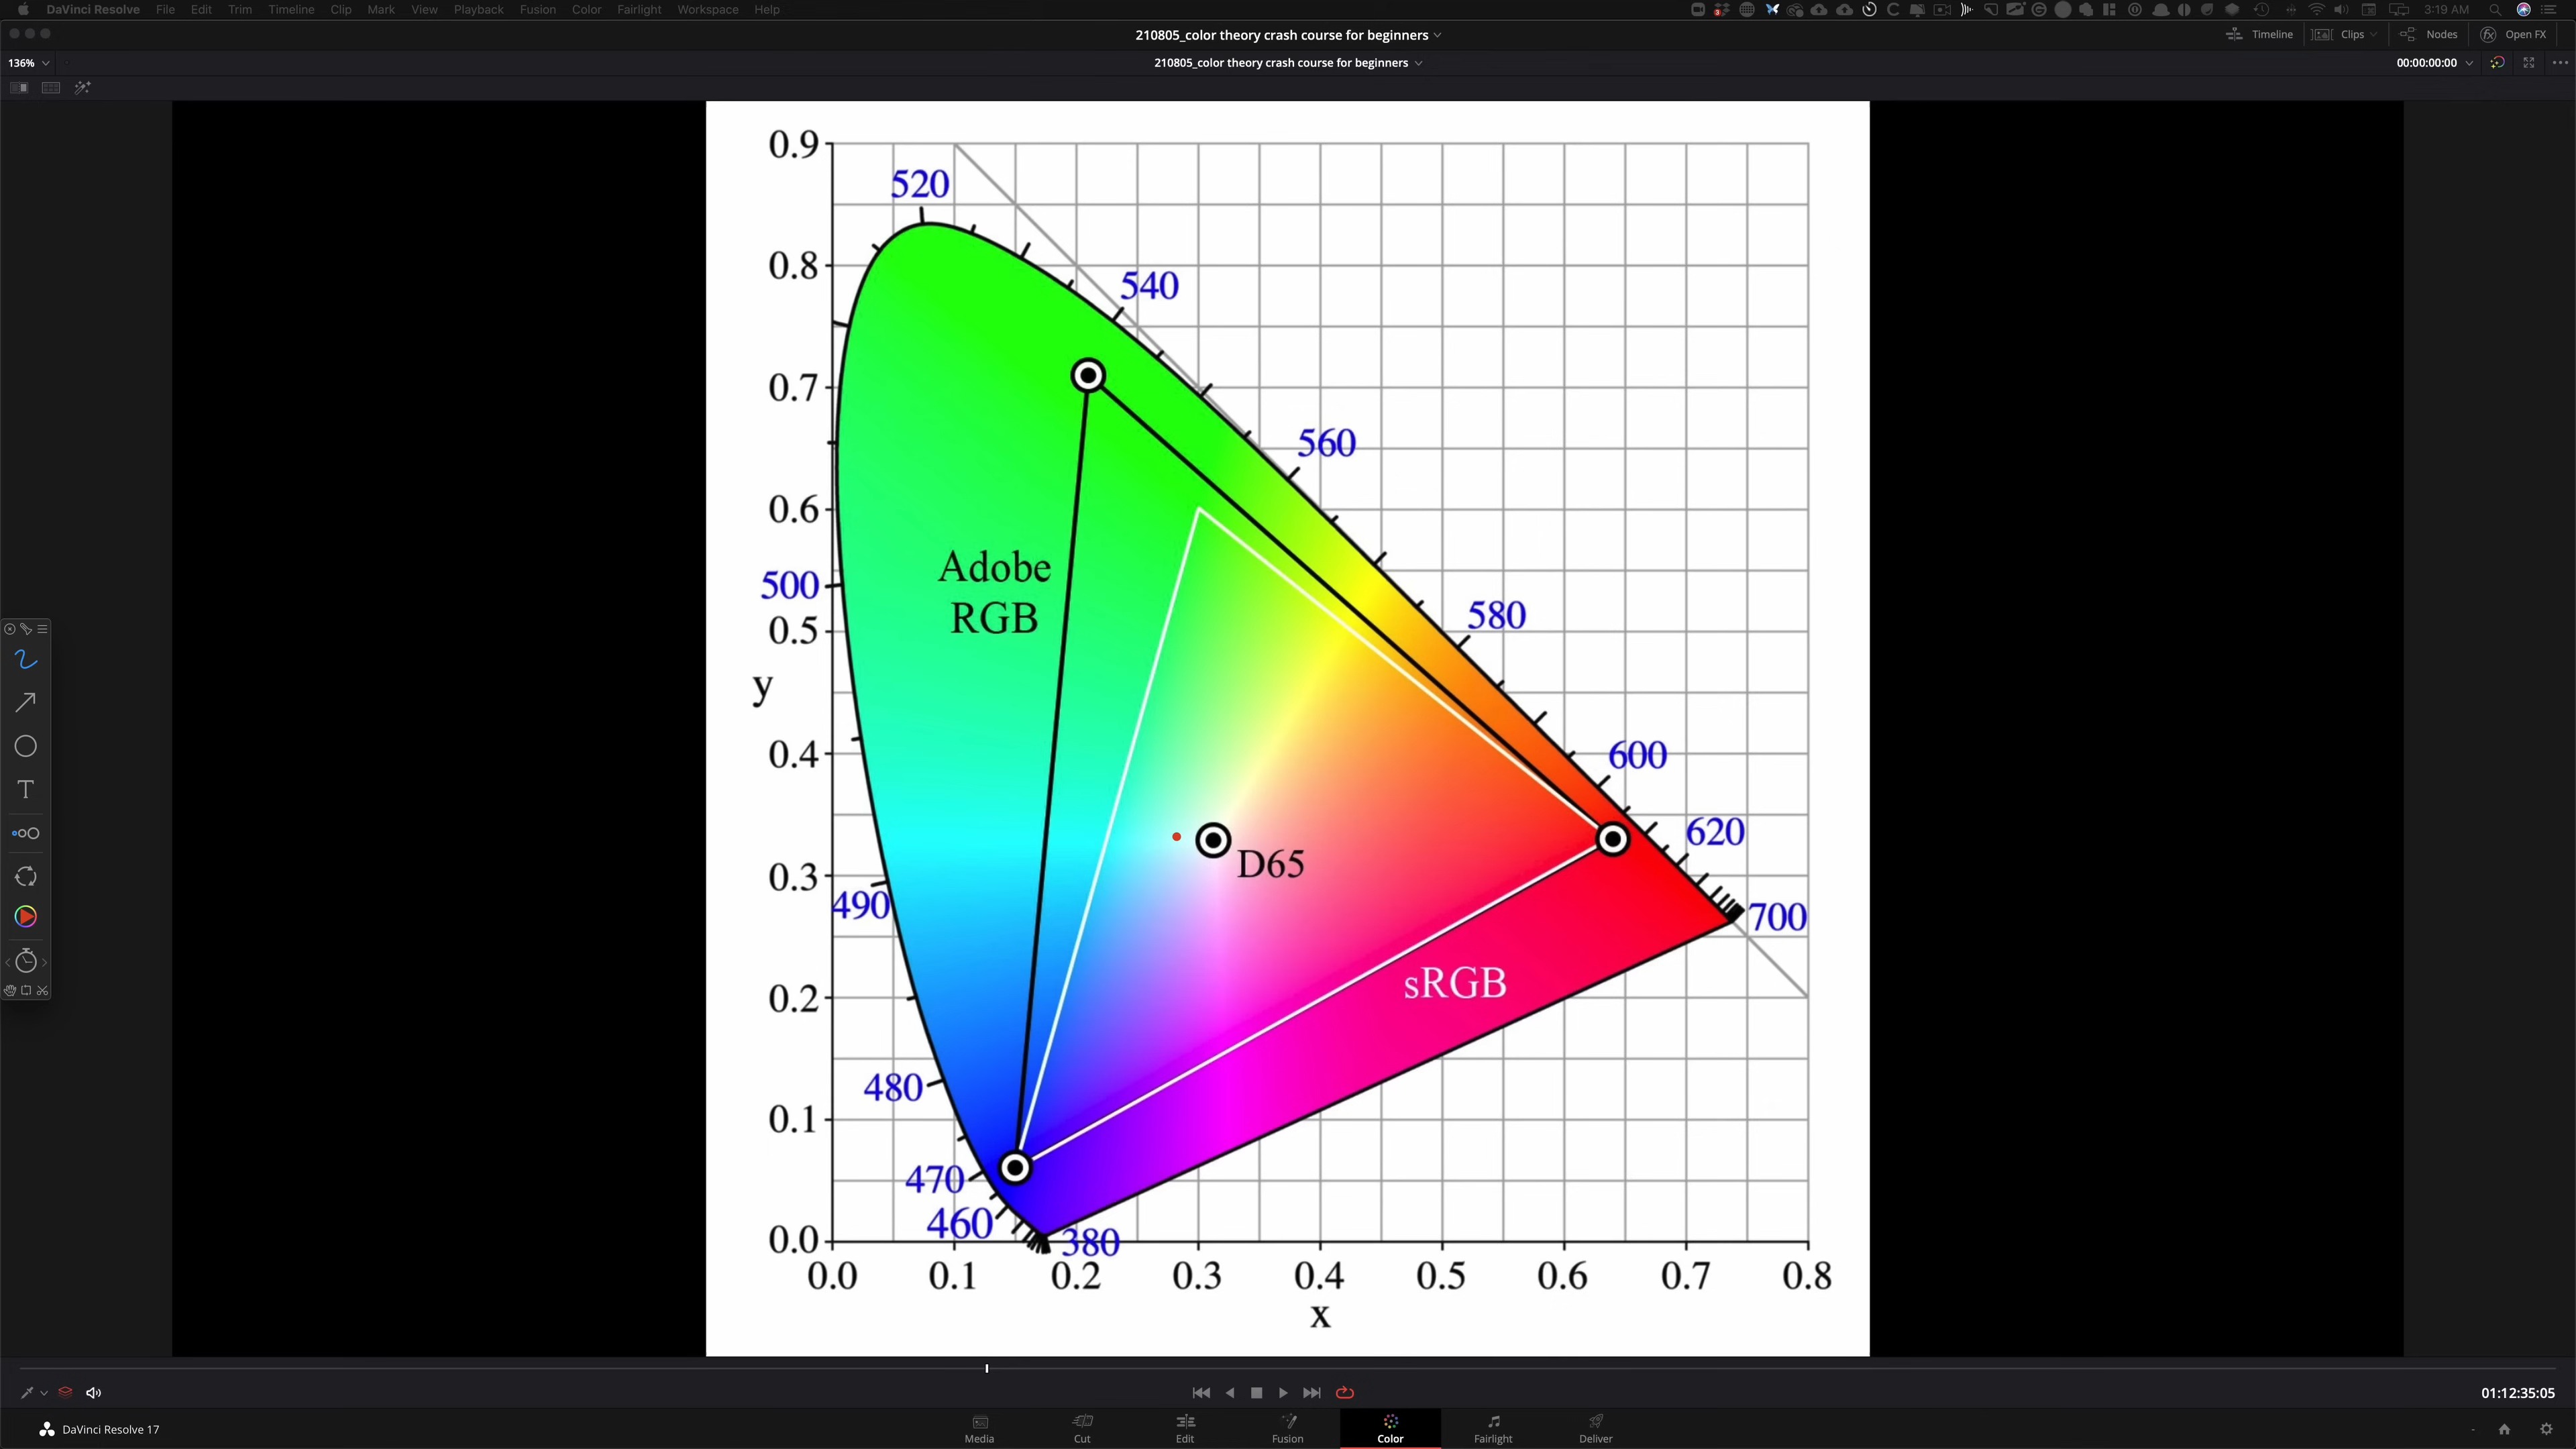 DaVinci Resolve File Edit Trim Timeline Clip Mark View Playback Fusion Color Fairlight Workspace Help 3:19 AM
210805_color theory crash course for beginners
Timeline Clips Nodes Open FX
136%
210805_color theory crash course for beginners
00:00:00:00
0.9
520
0.8
540
0.7
560
0.6
Adobe
RGB
500
580
0.5
y
0.4
600
620
D65
0.3
490
700
sRGB
0.2
480
0.1
470
460
0.0
380
0.0 0.1 0.2 0.3 0.4 0.5 0.6 0.7 0.8
x
T
01:12:35:05
DaVinci Resolve 17
Media Cut Edit Fusion Color Fairlight Deliver